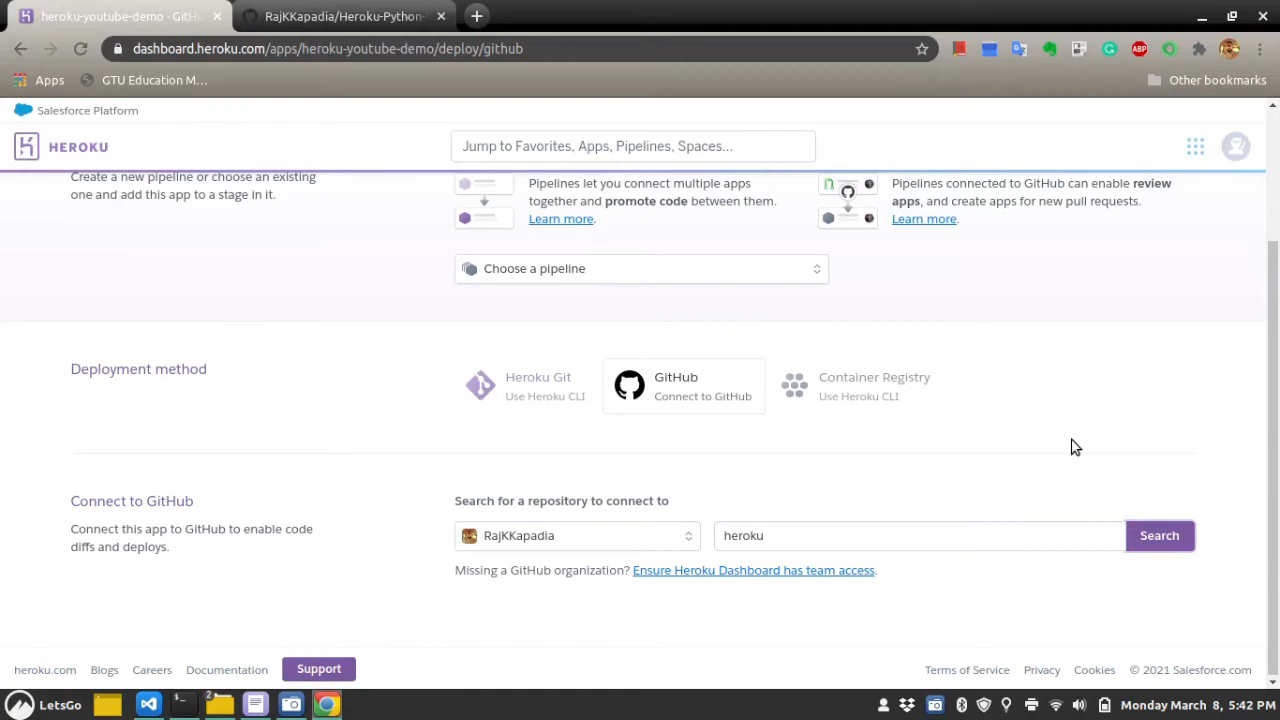 heroku-youtube-demo · GitH
RajKKapadia/Heroku-Python-
dashboard.heroku.com/apps/heroku-youtube-demo/deploy/github
Apps
GTU Education M...
Other bookmarks
Salesforce Platform
HEROKU
Jump to Favorites, Apps, Pipelines, Spaces...
Create a new pipeline or choose an existing
one and add this app to a stage in it.
Pipelines let you connect multiple apps
together and promote code between them.
Learn more.
Pipelines connected to GitHub can enable review
apps, and create apps for new pull requests.
Learn more.
Choose a pipeline
Deployment method
Heroku Git
Use Heroku CLI
GitHub
Connect to GitHub
Container Registry
Use Heroku CLI
Connect to GitHub
Connect this app to GitHub to enable code
diffs and deploys.
Search for a repository to connect to
RajKKapadia
heroku
Search
Missing a GitHub organization? Ensure Heroku Dashboard has team access.
heroku.com
Blogs
Careers
Documentation
Support
Terms of Service
Privacy
Cookies
© 2021 Salesforce.com
LetsGo
2
Monday March 8, 5:42 PM